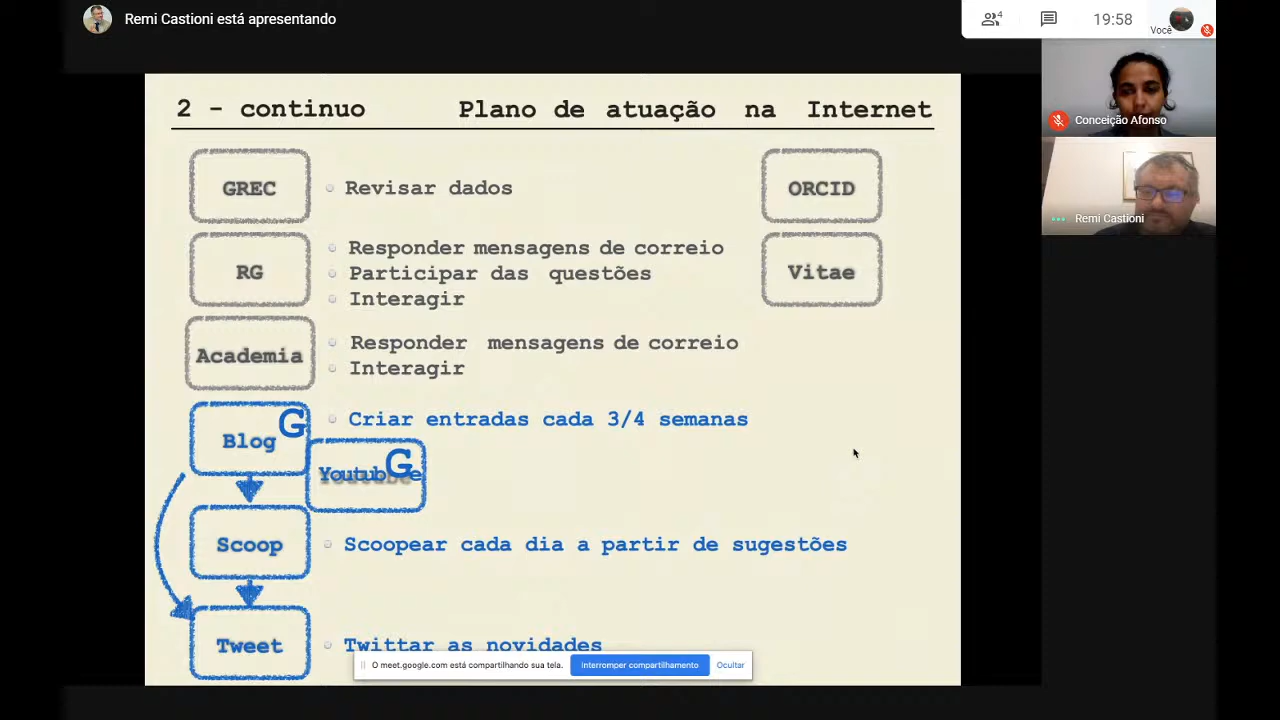 Remi Castioni está apresentando
4
19:58
Você
Conceição Afonso
Remi Castioni
2 - continuo Plano de atuação na Internet
GREC
Revisar dados
ORCID
RG
Responder mensagens de correio
Participar das questões
Interagir
Vitae
Academia
Responder mensagens de correio
Interagir
Blog G
Criar entradas cada 3/4 semanas
Youtube G
Scoop
Scoopear cada dia a partir de sugestões
Tweet
Twittar as novidades
O meet.google.com está compartilhando sua tela. Interromper compartilhamento Ocultar